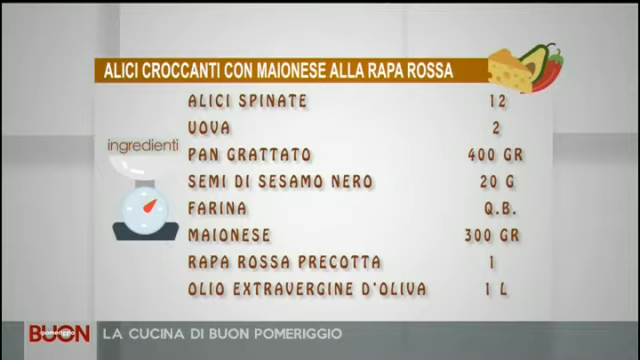 ALICI CROCCANTI CON MAIONESE ALLA RAPA ROSSA
ingredienti
ALICI SPINATE 12
UOVA 2
PAN GRATTATO 400 GR
SEMI DI SESAMO NERO 20 G
FARINA Q.B.
MAIONESE 300 GR
RAPA ROSSA PRECOTTA 1
OLIO EXTRAVERGINE D'OLIVA 1 L
BUON pomeriggio
LA CUCINA DI BUON POMERIGGIO